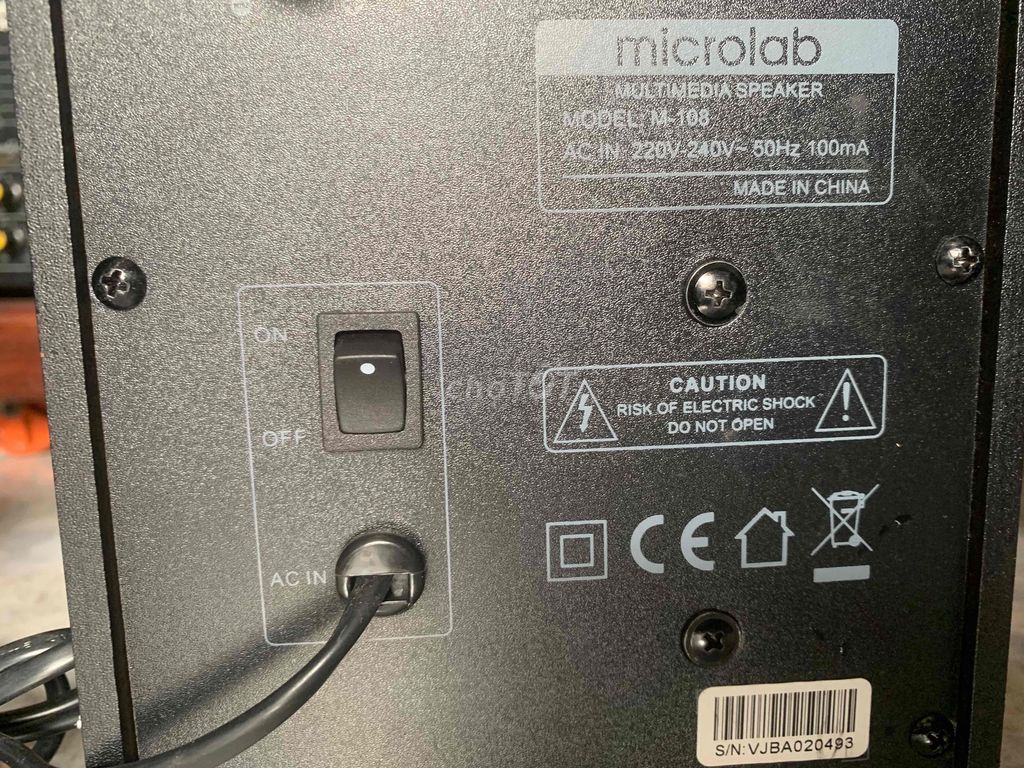 microlab
MULTIMEDIA SPEAKER
MODEL: M-108
AC IN: 220V-240V~ 50Hz 100mA
MADE IN CHINA
ON
OFF
AC IN
CAUTION
RISK OF ELECTRIC SHOCK
DO NOT OPEN
CE
S/N:VJBA020493